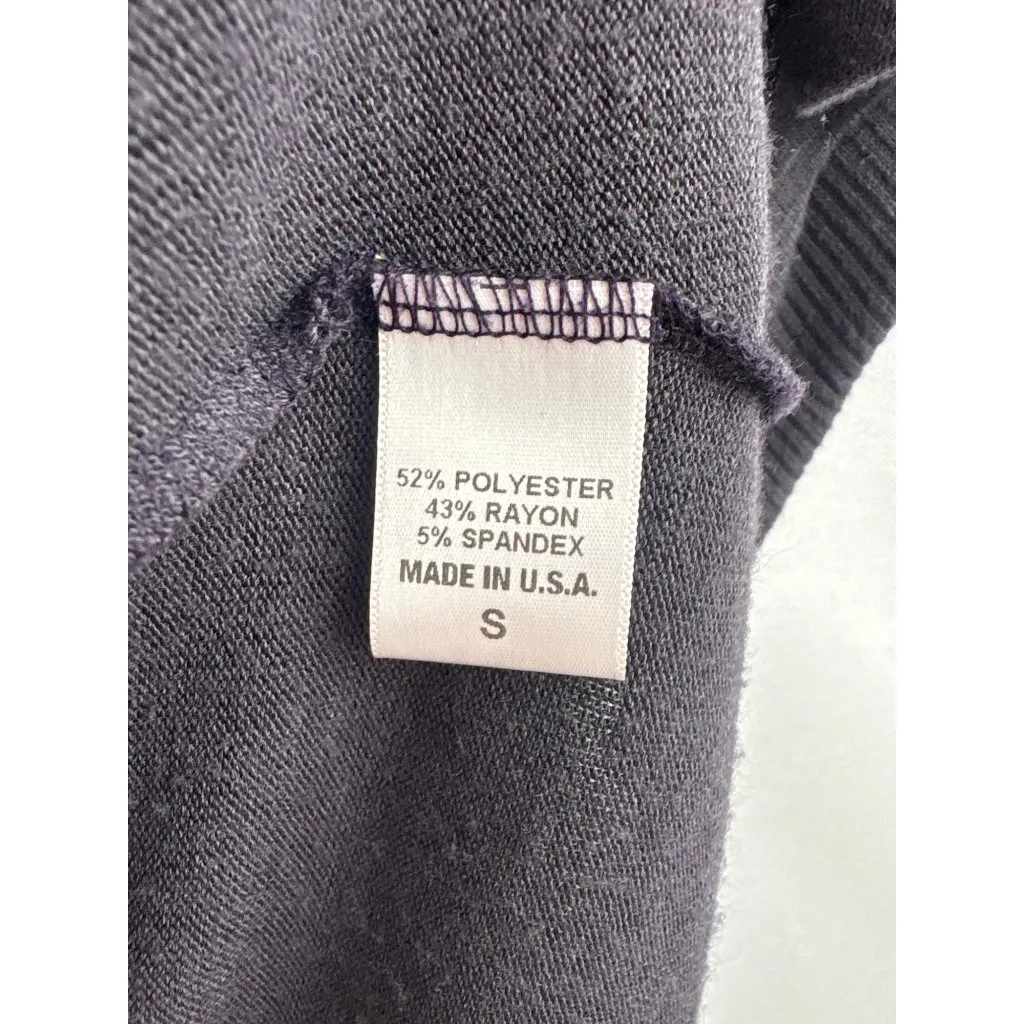 52% POLYESTER
43% RAYON
5% SPANDEX
MADE IN U.S.A.
S